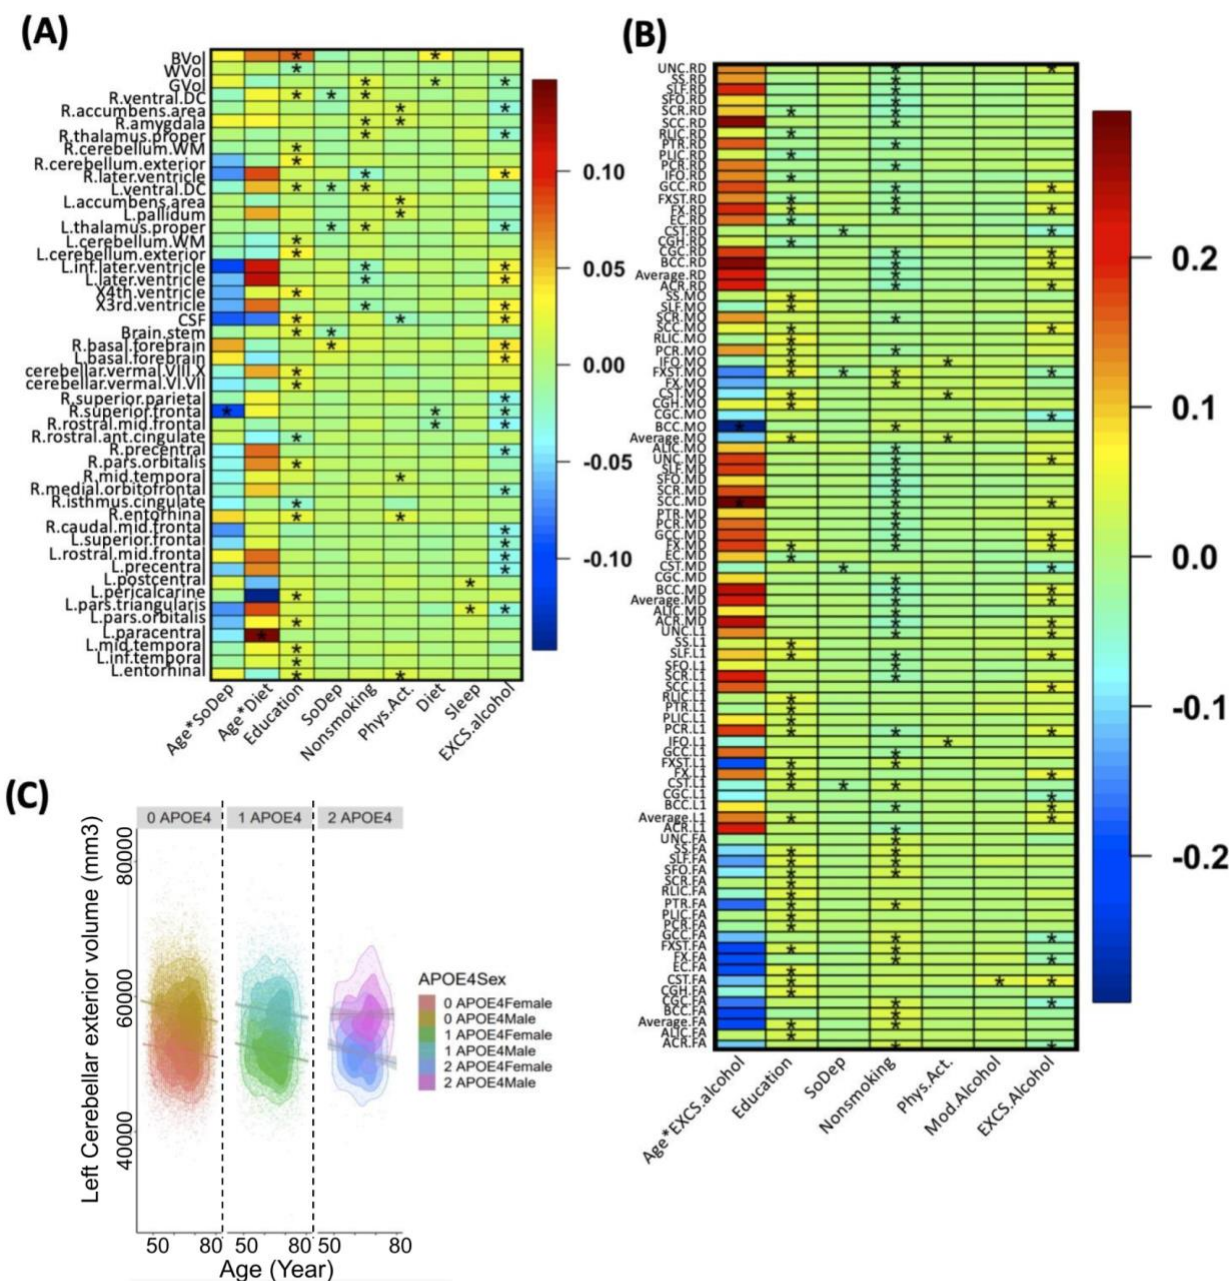 (A)
BVol
WVol
GVol
R.ventral.DC
R.accumbens.area
R.amygdala
R.thalamus.proper
R.cerebellum.WM
R.cerebellum.exterior
R.later.ventricle
L.ventral.DC
L.accumbens.area
L.pallidum
L.thalamus.proper
L.cerebellum.WM
L.cerebellum.exterior
L.inf.later.ventricle
L.later.ventricle
X4th.ventricle
X3rd.ventricle
CSF
Brain.stem
R.basal.forebrain
L.basal.forebrain
cerebellar.vermal.VIII.X
cerebellar.vermal.VI.VII
R.superior.parietal
R.superior.frontal
R.rostral.mid.frontal
R.rostral.ant.cingulate
R.precentral
R.pars.orbitalis
R.mid.temporal
R.medial.orbitofrontal
R.isthmus.cingulate
R.entorhinal
R.caudal.mid.frontal
L.superior.frontal
L.rostral.mid.frontal
L.precentral
L.postcentral
L.pericalcarine
L.pars.triangularis
L.pars.orbitalis
L.paracentral
L.mid.tempora
L.inf.tempora
L.entorhinal
Age*SoDep
Age*Diet
Education
SoDep
Nonsmoking
Phys.Act.
Diet
Sleep
EXCS.alcohol
0.10
0.05
0.00
-0.05
-0.10
(B)
UNC.RD
SS.RD
SLF.RD
SFO.RD
SCR.RD
SCC.RD
RLIC.RD
PTR.RD
PLIC.RD
PCR.RD
IFO.RD
GCC.RD
FXST.RD
FX.RD
EC.RD
CST.RD
CGH.RD
CGC.RD
BCC.RD
Average.RD
ACR.RD
SS.MO
SLF.MO
SCR.MO
SCC.MO
RLIC.MO
PCR.MO
IFO.MO
FXST.MO
FX.MO
CST.MO
CGH.MO
CGC.MO
BCC.MO
Average.MO
ALIC.MO
UNC.MD
SLF.MD
SFO.MD
SCR.MD
SCC.MD
PTR.MD
PCR.MD
GCC.MD
FX.MD
EC.MD
CST.MD
CGC.MD
BCC.MD
Average.MD
ALIC.MD
ACR.MD
UNC.L1
SS.L1
SLF.L1
SFO.L1
SCR.L1
SCC.L1
RLIC.L1
PTR.L1
PLIC.L1
PCR.L1
IFO.L1
GCC.L1
FXST.L1
FX.L1
CST.L1
CGC.L1
BCC.L1
Average.L1
ACR.L1
UNC.FA
SS.FA
SLF.FA
SFO.FA
SCR.FA
RLIC.FA
PTR.FA
PLIC.FA
PCR.FA
GCC.FA
FXST.FA
FX.FA
EC.FA
CST.FA
CGH.FA
CGC.FA
BCC.FA
Average.FA
ALIC.FA
ACR.FA
Age*EXCS.alcohol
Education
SoDep
Nonsmoking
Phys.Act.
Mod.Alcohol
EXCS.Alcohol
0.2
0.1
0.0
-0.1
-0.2
(C)
0 APOE4
1 APOE4
2 APOE4
Left Cerebellar exterior volume (mm3)
80000
60000
40000
50 80 50 80 50 80
Age (Year)
APOE4Sex
0 APOE4Female
0 APOE4Male
1 APOE4Female
1 APOE4Male
2 APOE4Female
2 APOE4Male